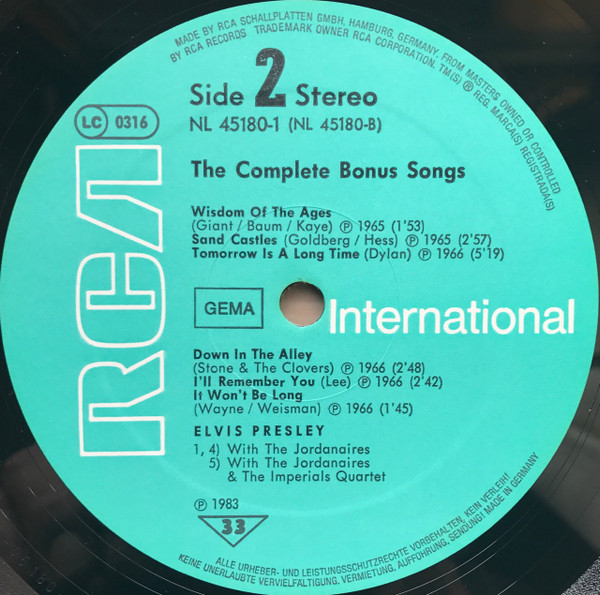 MADE BY RCA SCHALLPLATTEN GMBH, HAMBURG, GERMANY, FROM MASTERS OWNED OR CONTROLLED
BY RCA RECORDS TRADEMARK OWNER RCA CORPORATION. TM(S) ® REG. MARCA(S) REGISTRADA(S)
Side 2 Stereo
LC 0316
NL 45180-1 (NL 45180-B)
The Complete Bonus Songs
RCA
Wisdom Of The Ages
(Giant / Baum / Kaye) ℗ 1965 (1'53)
Sand Castles (Goldberg / Hess) ℗ 1965 (2'57)
Tomorrow Is A Long Time (Dylan) ℗ 1966 (5'19)
GEMA
International
Down In The Alley
(Stone & The Clovers) ℗ 1966 (2'48)
I'll Remember You (Lee) ℗ 1966 (2'42)
It Won't Be Long
(Wayne / Weisman) ℗ 1966 (1'45)
ELVIS PRESLEY
1, 4) With The Jordanaires
5) With The Jordanaires
& The Imperials Quartet
℗ 1983
33
ALLE URHEBER- UND LEISTUNGSSCHUTZRECHTE VORBEHALTEN. KEIN VERLEIH!
KEINE UNERLAUBTE VERVIELFÄLTIGUNG, VERMIETUNG, AUFFÜHRUNG, SENDUNG! MADE IN GERMANY